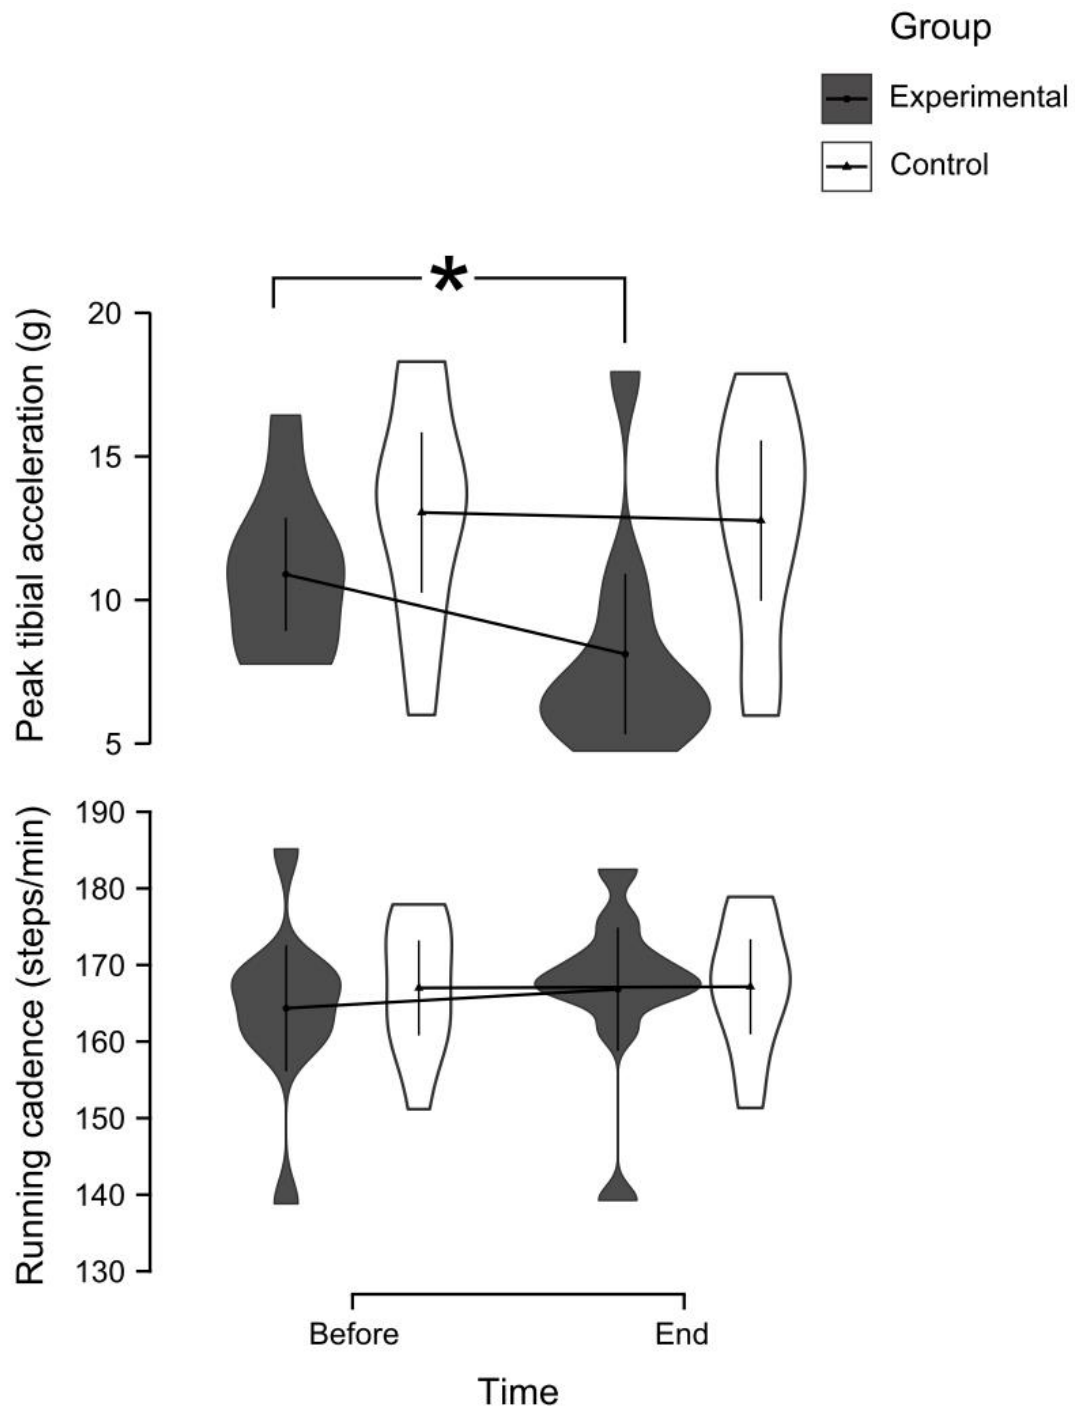 Group
Experimental
Control
*
Peak tibial acceleration (g)
20
15
10
5
Running cadence (steps/min)
190
180
170
160
150
140
130
Before End
Time